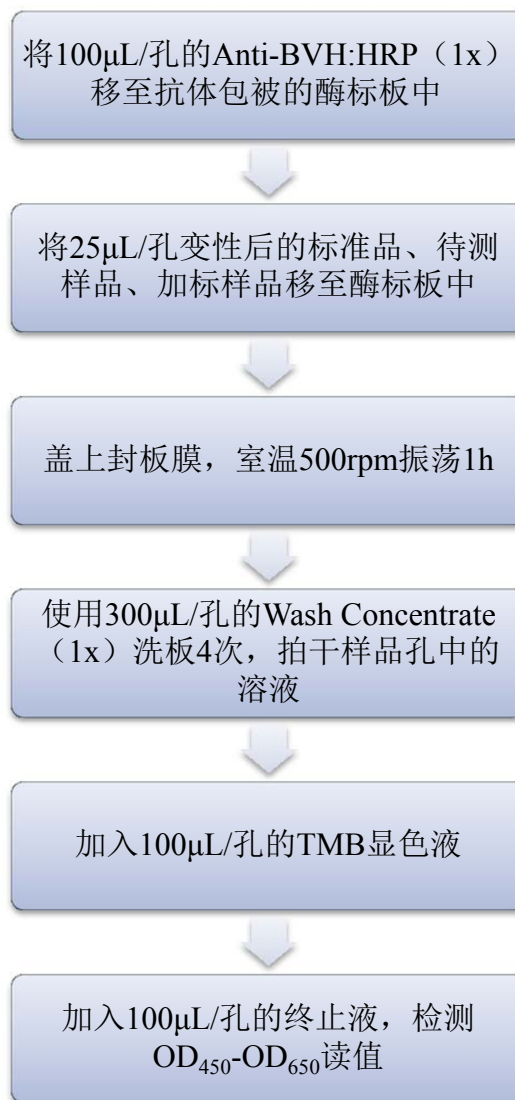 将100μL/孔的Anti-BVH:HRP（1x）
移至抗体包被的酶标板中
将25μL/孔变性后的标准品、待测
样品、加标样品移至酶标板中
盖上封板膜，室温500rpm振荡1h
使用300μL/孔的Wash Concentrate
（1x）洗板4次，拍干样品孔中的
溶液
加入100μL/孔的TMB显色液
加入100μL/孔的终止液，检测
OD₄₅₀-OD₆₅₀读值